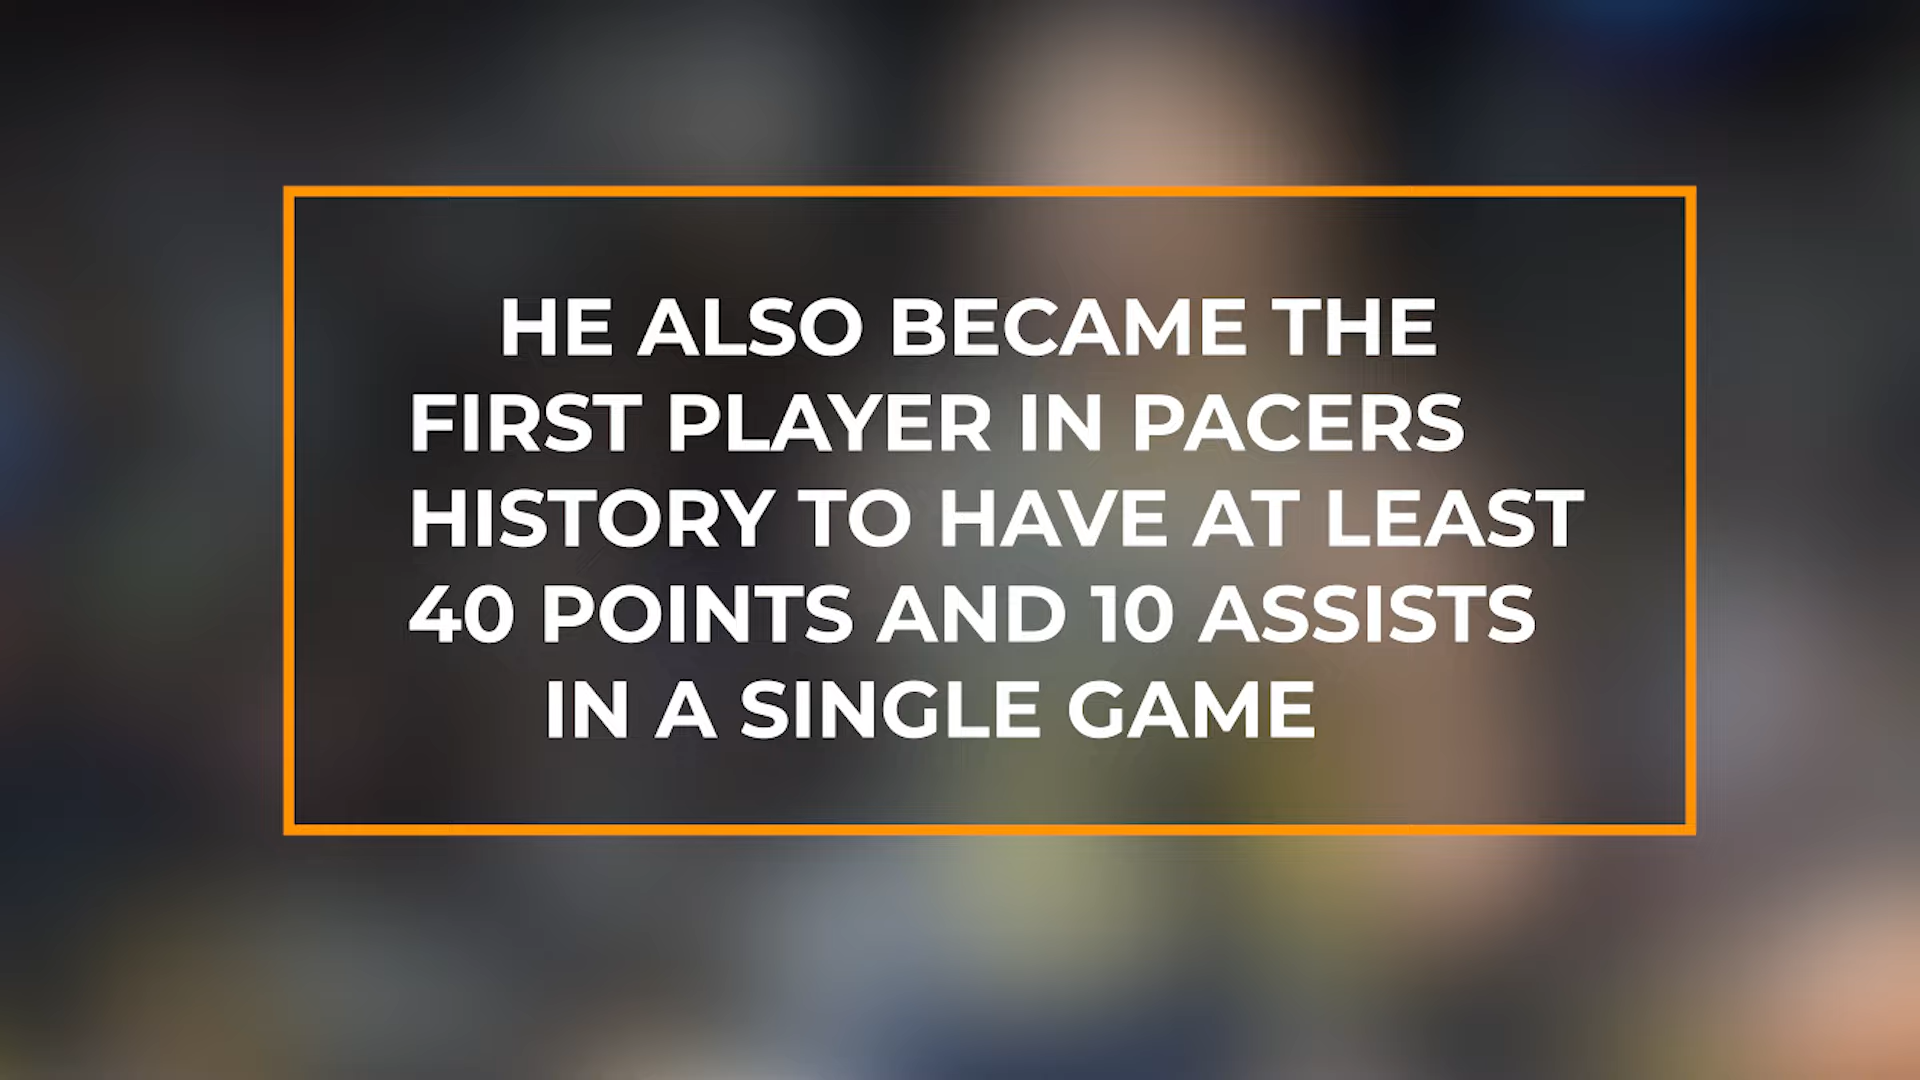 HE ALSO BECAME THE
FIRST PLAYER IN PACERS
HISTORY TO HAVE AT LEAST
40 POINTS AND 10 ASSISTS
IN A SINGLE GAME